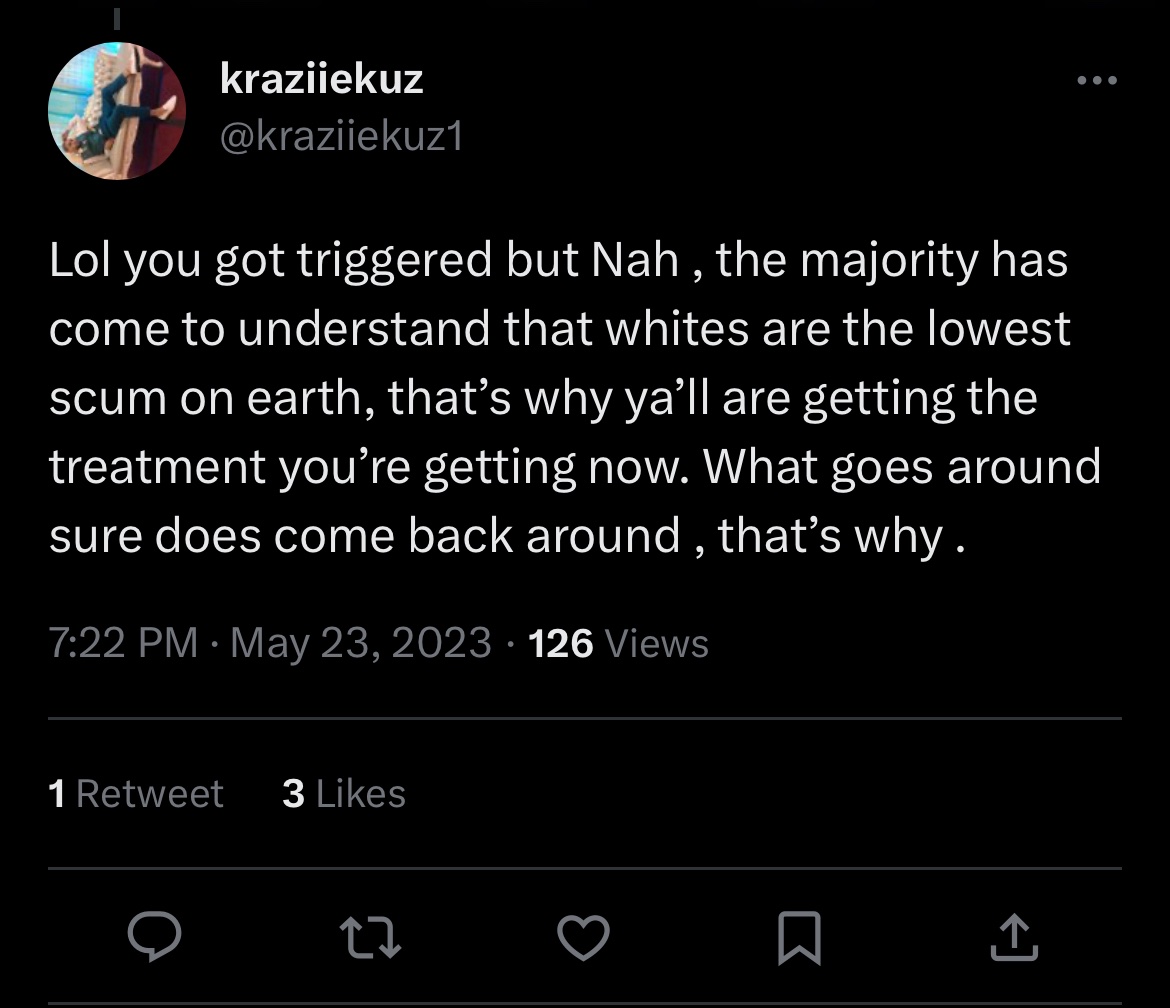 kraziiekuz
@kraziiekuz1
Lol you got triggered but Nah , the majority has
come to understand that whites are the lowest
scum on earth, that’s why ya’ll are getting the
treatment you’re getting now. What goes around
sure does come back around , that’s why .
7:22 PM · May 23, 2023 · 126 Views
1 Retweet 3 Likes